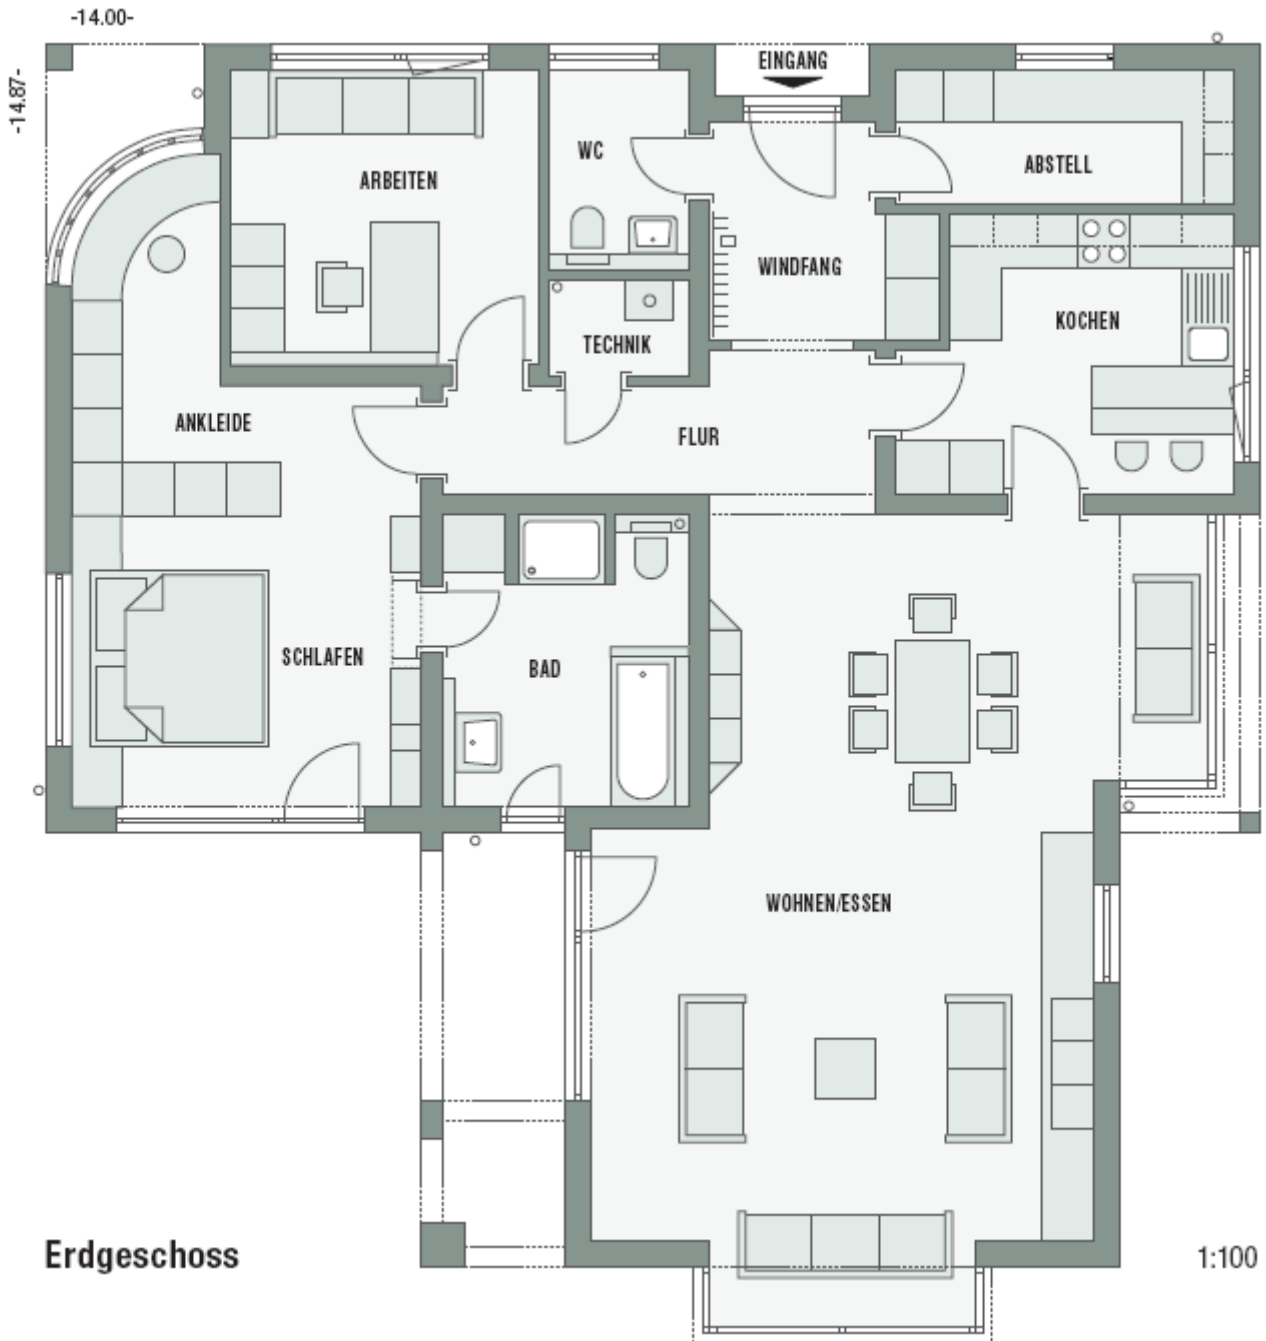 -14.00-
-14.87-
EINGANG
WC
ARBEITEN
ABSTELL
WINDFANG
KOCHEN
TECHNIK
ANKLEIDE
FLUR
SCHLAFEN
BAD
WOHNEN/ESSEN
Erdgeschoss
1:100